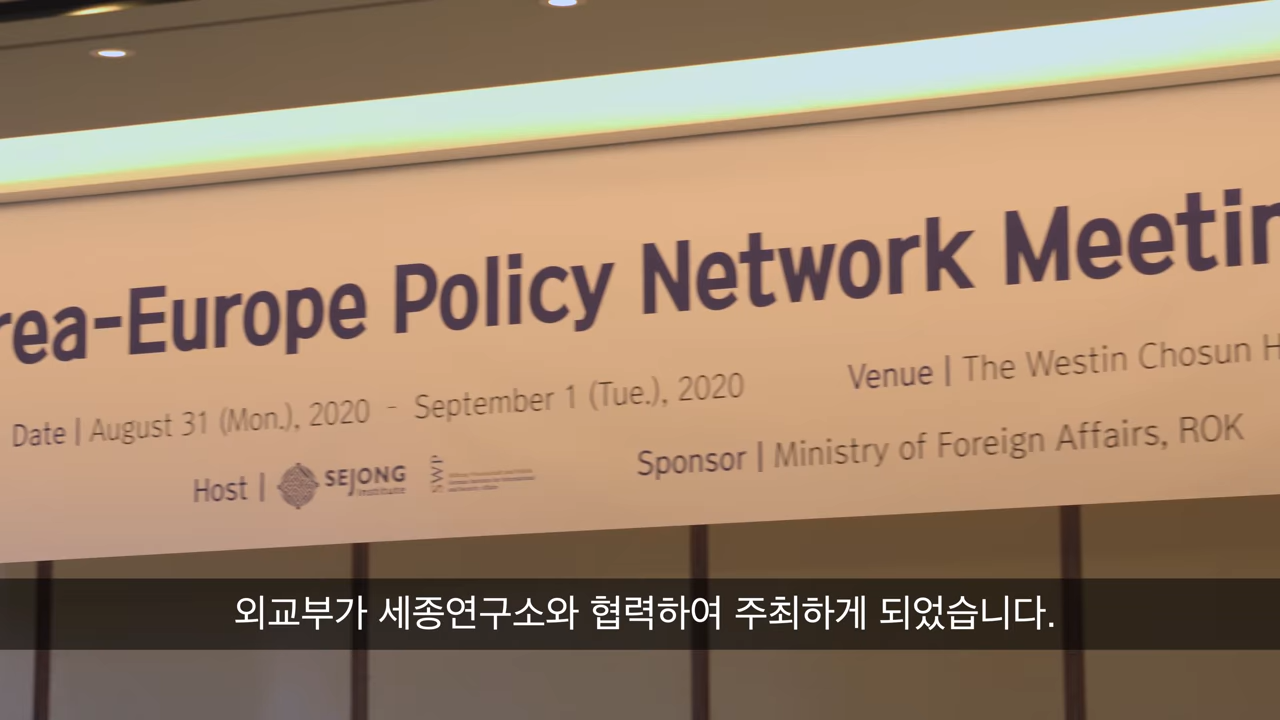 rea-Europe Policy Network Meetin
Date | August 31 (Mon.), 2020 - September 1 (Tue.), 2020
Venue | The Westin Chosun H
Host | SEJONG Institute SWP
Sponsor | Ministry of Foreign Affairs, ROK
외교부가 세종연구소와 협력하여 주최하게 되었습니다.